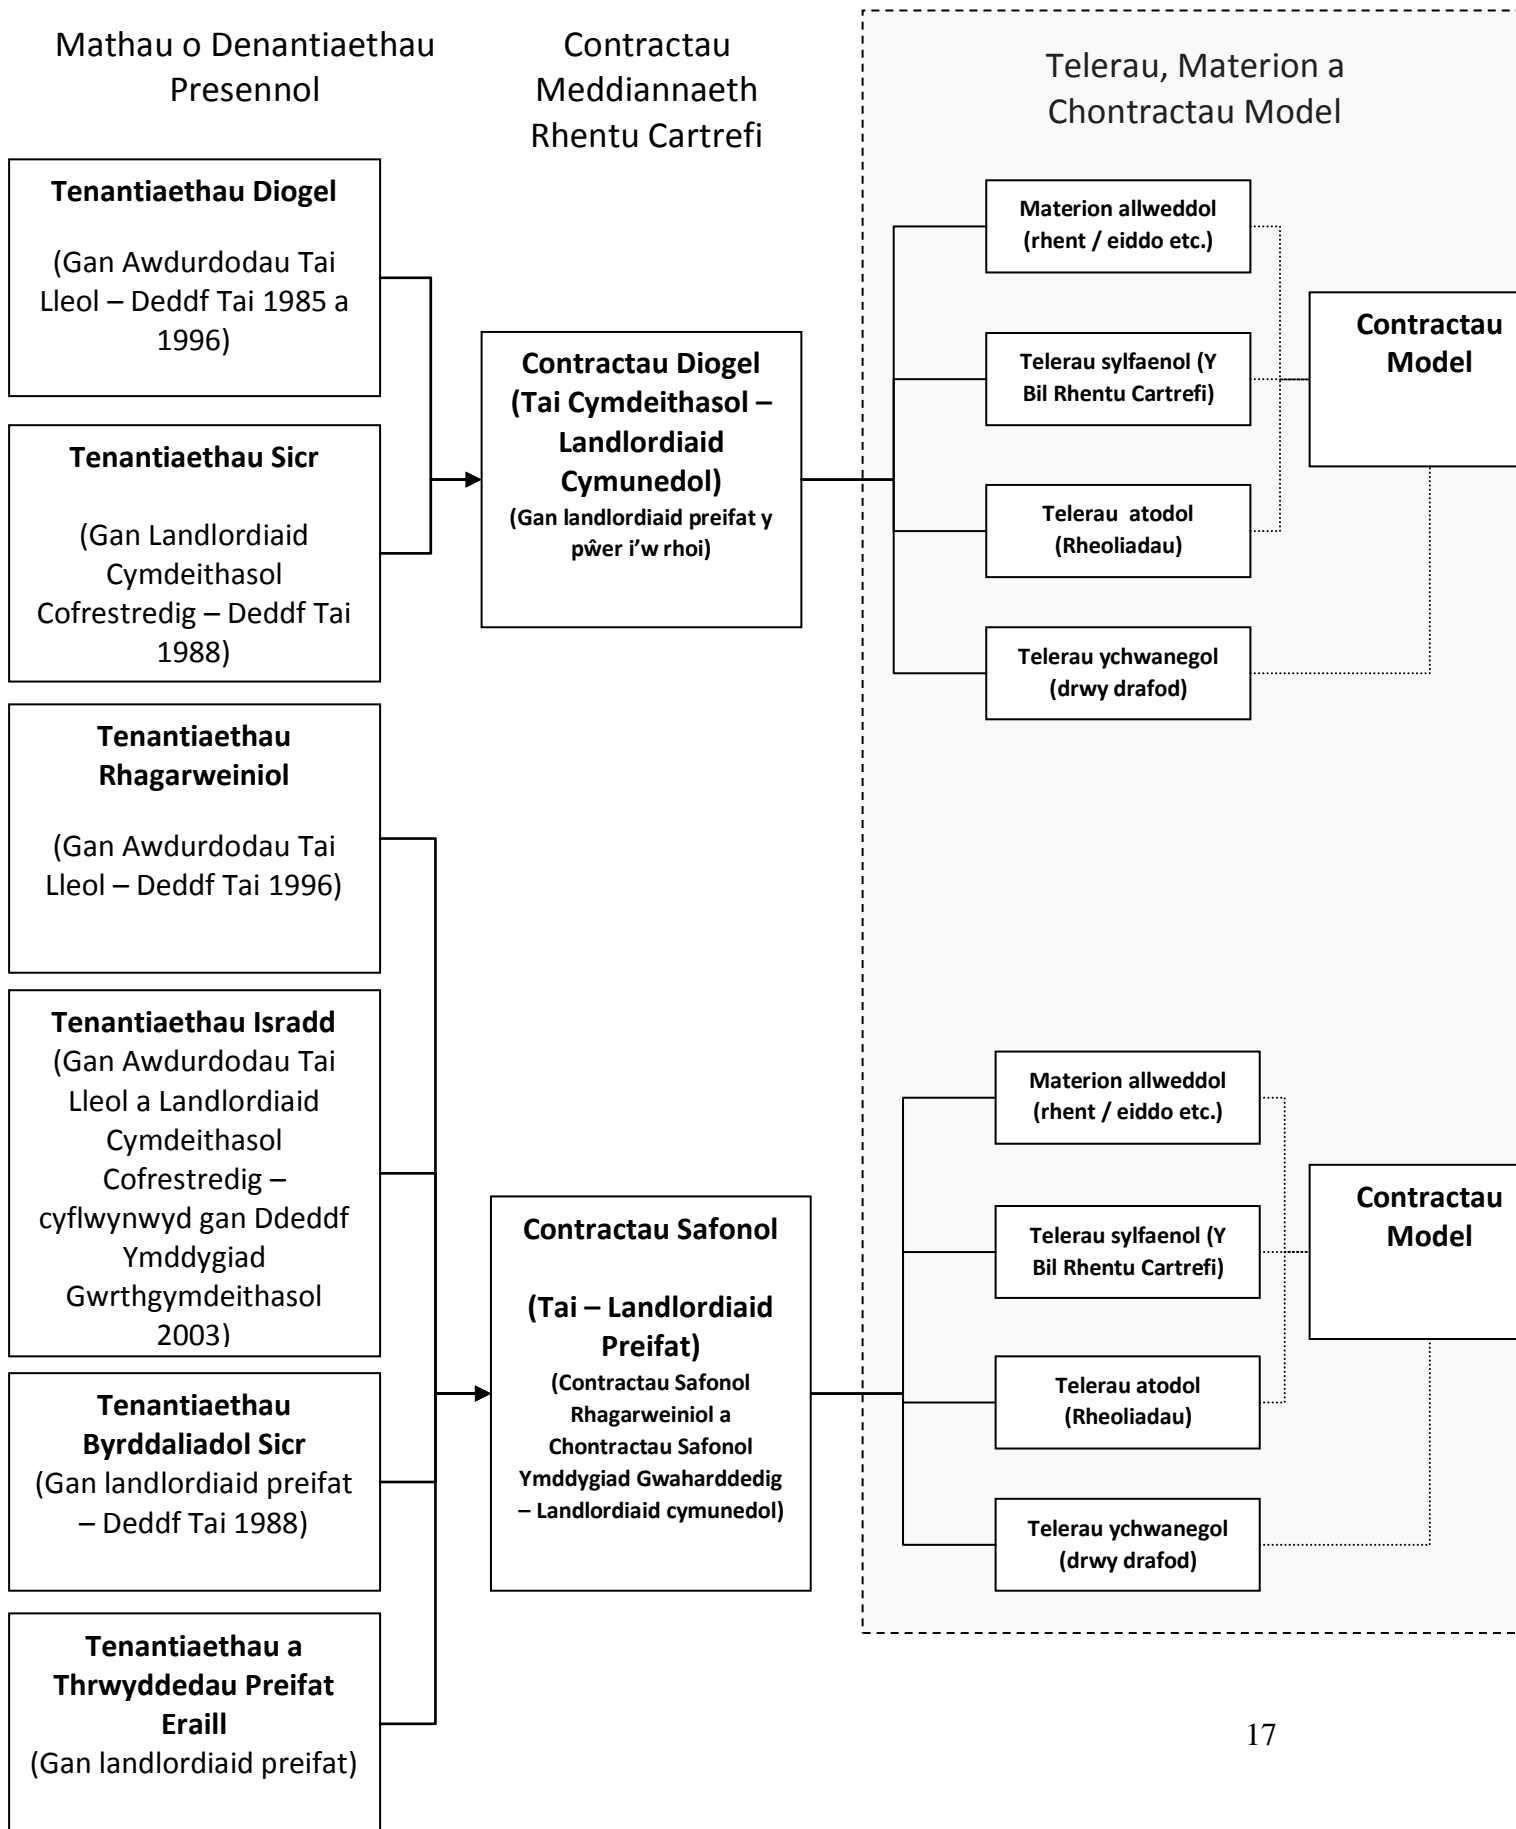 Mathau o Denantiaethau
Presennol
Contractau
Meddiannaeth
Rhentu Cartrefi
Telerau, Materion a
Chontractau Model
Tenantiaethau Diogel
(Gan Awdurdodau Tai
Lleol – Deddf Tai 1985 a
1996)
Tenantiaethau Sicr
(Gan Landlordiaid
Cymdeithasol
Cofrestredig – Deddf Tai
1988)
Tenantiaethau
Rhagarweiniol
(Gan Awdurdodau Tai
Lleol – Deddf Tai 1996)
Tenantiaethau Isradd
(Gan Awdurdodau Tai
Lleol a Landlordiaid
Cymdeithasol
Cofrestredig –
cyflwynwyd gan Ddeddf
Ymddygiad
Gwrthgymdeithasol
2003)
Tenantiaethau
Byrddaliadol Sicr
(Gan landlordiaid preifat
– Deddf Tai 1988)
Tenantiaethau a
Thrwyddedau Preifat
Eraill
(Gan landlordiaid preifat)
Contractau Diogel
(Tai Cymdeithasol –
Landlordiaid
Cymunedol)
(Gan landlordiaid preifat y
pŵer i'w rhoi)
Contractau Safonol
(Tai – Landlordiaid
Preifat)
(Contractau Safonol
Rhagarweiniol a
Chontractau Safonol
Ymddygiad Gwaharddedig
– Landlordiaid cymunedol)
Materion allweddol
(rhent / eiddo etc.)
Telerau sylfaenol (Y
Bil Rhentu Cartrefi)
Telerau atodol
(Rheoliadau)
Telerau ychwanegol
(drwy drafod)
Contractau
Model
Materion allweddol
(rhent / eiddo etc.)
Telerau sylfaenol (Y
Bil Rhentu Cartrefi)
Telerau atodol
(Rheoliadau)
Telerau ychwanegol
(drwy drafod)
Contractau
Model
17